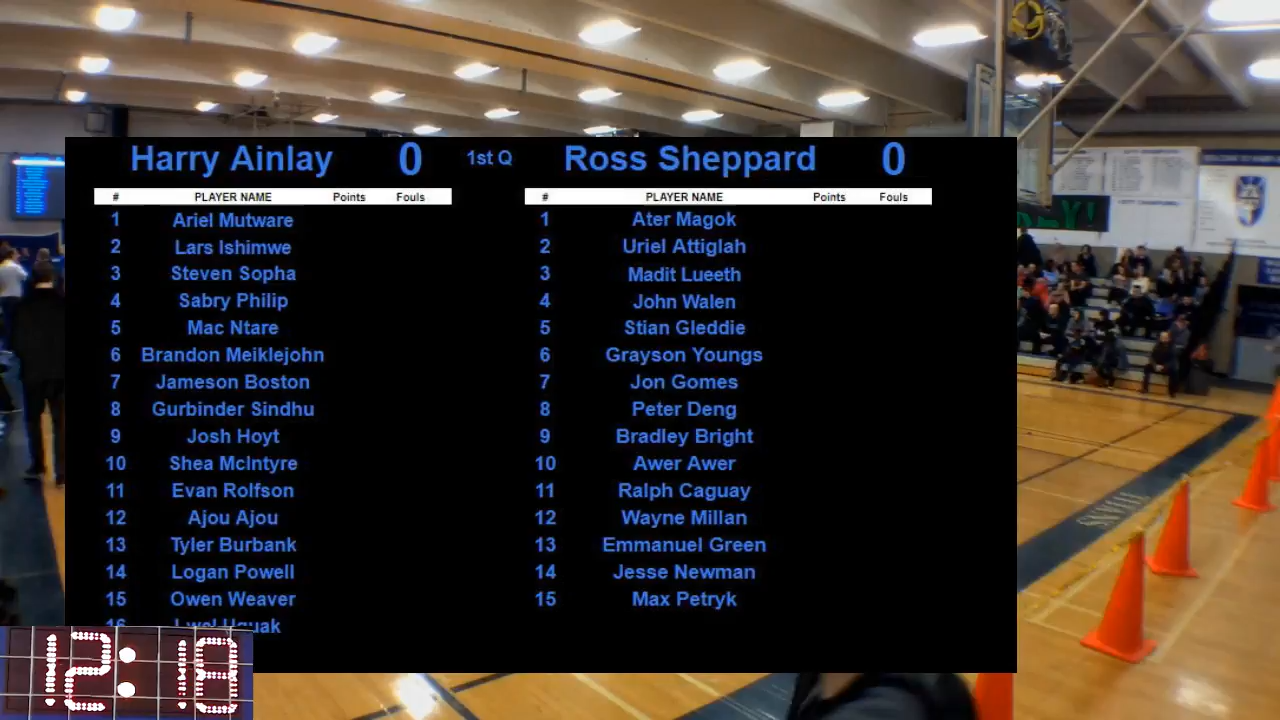 Harry Ainlay 0 1st Q Ross Sheppard 0
# PLAYER NAME Points Fouls # PLAYER NAME Points Fouls
1 Ariel Mutware 1 Ater Magok
2 Lars Ishimwe 2 Uriel Attiglah
3 Steven Sopha 3 Madit Lueeth
4 Sabry Philip 4 John Walen
5 Mac Ntare 5 Stian Gleddie
6 Brandon Meiklejohn 6 Grayson Youngs
7 Jameson Boston 7 Jon Gomes
8 Gurbinder Sindhu 8 Peter Deng
9 Josh Hoyt 9 Bradley Bright
10 Shea McIntyre 10 Awer Awer
11 Evan Rolfson 11 Ralph Caguay
12 Ajou Ajou 12 Wayne Millan
13 Tyler Burbank 13 Emmanuel Green
14 Logan Powell 14 Jesse Newman
15 Owen Weaver 15 Max Petryk
16
12:18